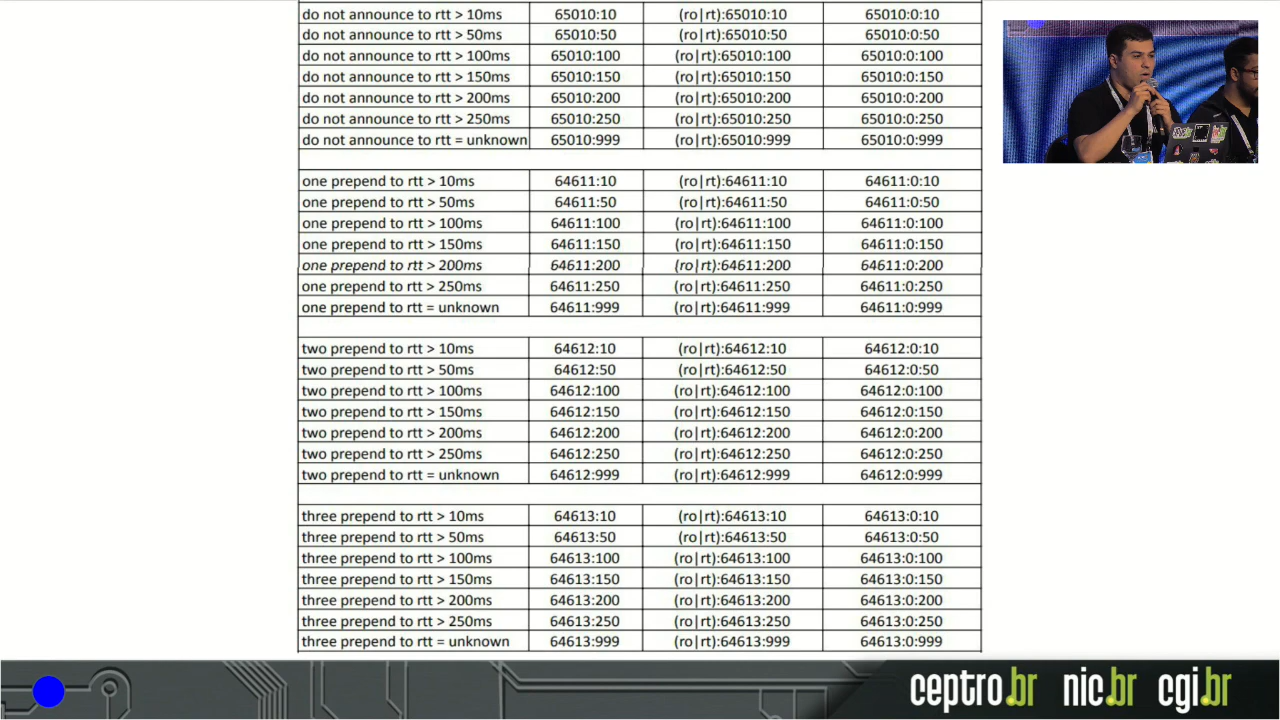 do not announce to rtt > 10ms 65010:10 (ro|rt):65010:10 65010:0:10
do not announce to rtt > 50ms 65010:50 (ro|rt):65010:50 65010:0:50
do not announce to rtt > 100ms 65010:100 (ro|rt):65010:100 65010:0:100
do not announce to rtt > 150ms 65010:150 (ro|rt):65010:150 65010:0:150
do not announce to rtt > 200ms 65010:200 (ro|rt):65010:200 65010:0:200
do not announce to rtt > 250ms 65010:250 (ro|rt):65010:250 65010:0:250
do not announce to rtt = unknown 65010:999 (ro|rt):65010:999 65010:0:999
one prepend to rtt > 10ms 64611:10 (ro|rt):64611:10 64611:0:10
one prepend to rtt > 50ms 64611:50 (ro|rt):64611:50 64611:0:50
one prepend to rtt > 100ms 64611:100 (ro|rt):64611:100 64611:0:100
one prepend to rtt > 150ms 64611:150 (ro|rt):64611:150 64611:0:150
one prepend to rtt > 200ms 64611:200 (ro|rt):64611:200 64611:0:200
one prepend to rtt > 250ms 64611:250 (ro|rt):64611:250 64611:0:250
one prepend to rtt = unknown 64611:999 (ro|rt):64611:999 64611:0:999
two prepend to rtt > 10ms 64612:10 (ro|rt):64612:10 64612:0:10
two prepend to rtt > 50ms 64612:50 (ro|rt):64612:50 64612:0:50
two prepend to rtt > 100ms 64612:100 (ro|rt):64612:100 64612:0:100
two prepend to rtt > 150ms 64612:150 (ro|rt):64612:150 64612:0:150
two prepend to rtt > 200ms 64612:200 (ro|rt):64612:200 64612:0:200
two prepend to rtt > 250ms 64612:250 (ro|rt):64612:250 64612:0:250
two prepend to rtt = unknown 64612:999 (ro|rt):64612:999 64612:0:999
three prepend to rtt > 10ms 64613:10 (ro|rt):64613:10 64613:0:10
three prepend to rtt > 50ms 64613:50 (ro|rt):64613:50 64613:0:50
three prepend to rtt > 100ms 64613:100 (ro|rt):64613:100 64613:0:100
three prepend to rtt > 150ms 64613:150 (ro|rt):64613:150 64613:0:150
three prepend to rtt > 200ms 64613:200 (ro|rt):64613:200 64613:0:200
three prepend to rtt > 250ms 64613:250 (ro|rt):64613:250 64613:0:250
three prepend to rtt = unknown 64613:999 (ro|rt):64613:999 64613:0:999
ceptro.br nic.br cgi.br